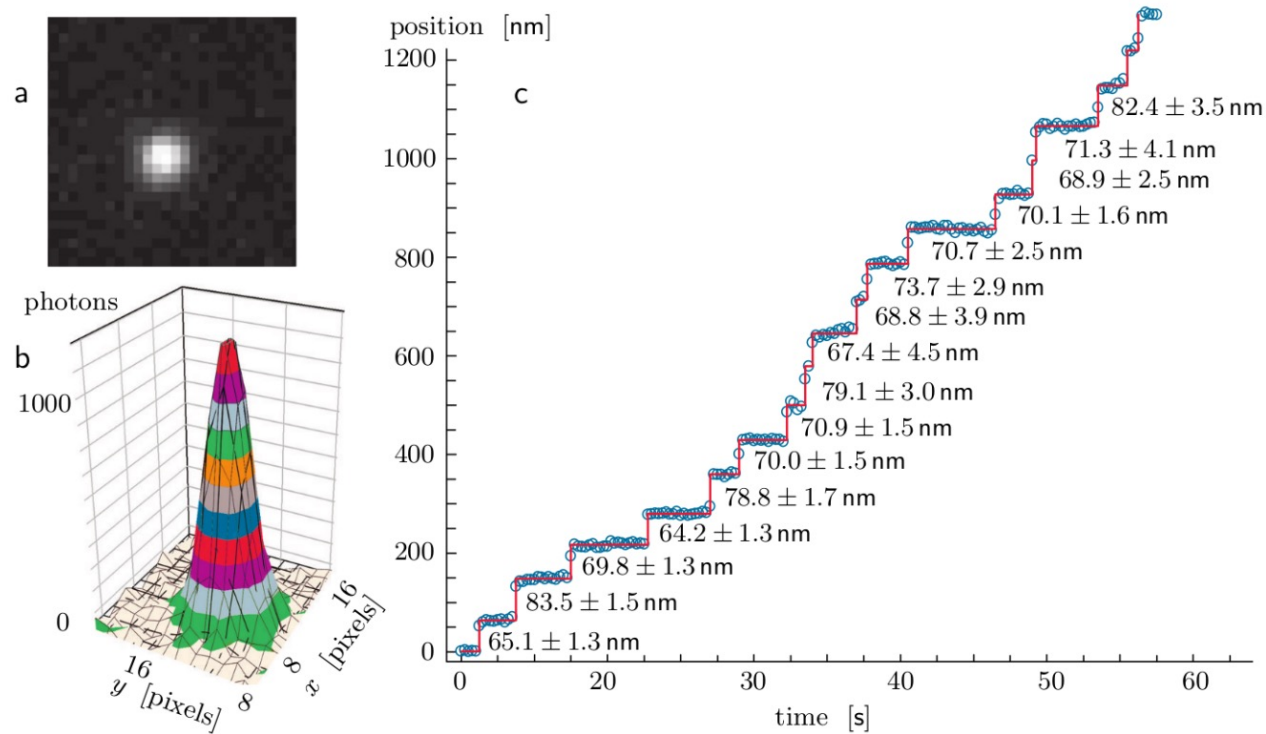 a
b
photons
1000
0
16
8
y [pixels]
8
16
x [pixels]
c
position [nm]
1200
1000
800
600
400
200
0
82.4 ± 3.5 nm
71.3 ± 4.1 nm
68.9 ± 2.5 nm
70.1 ± 1.6 nm
70.7 ± 2.5 nm
73.7 ± 2.9 nm
68.8 ± 3.9 nm
67.4 ± 4.5 nm
79.1 ± 3.0 nm
70.9 ± 1.5 nm
70.0 ± 1.5 nm
78.8 ± 1.7 nm
64.2 ± 1.3 nm
69.8 ± 1.3 nm
83.5 ± 1.5 nm
65.1 ± 1.3 nm
0 20 30 40 50 60
time [s]